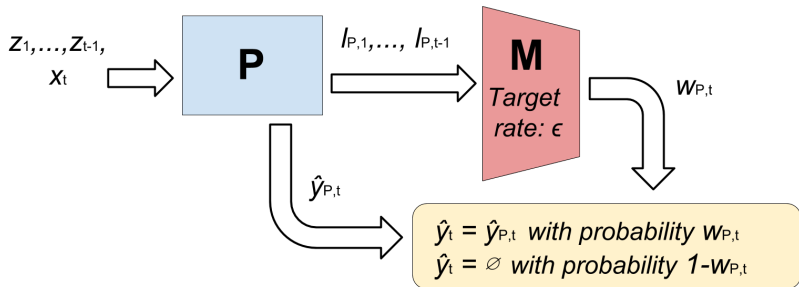 z1,...,zt-1,
xt
P
lP,1,..., lP,t-1
M
Target
rate: ϵ
wP,t
ŷP,t
ŷt = ŷP,t with probability wP,t
ŷt = ∅ with probability 1-wP,t